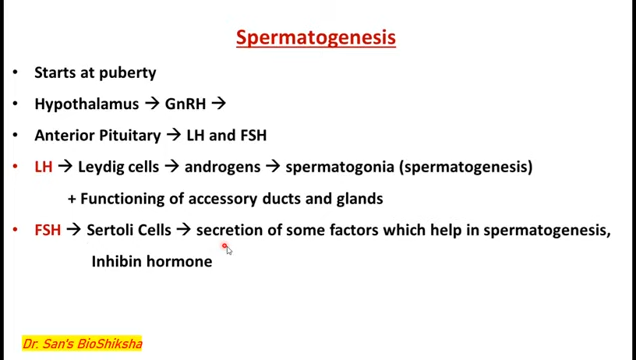 Spermatogenesis
• Starts at puberty
• Hypothalamus → GnRH →
• Anterior Pituitary → LH and FSH
• LH → Leydig cells → androgens → spermatogonia (spermatogenesis)
+ Functioning of accessory ducts and glands
• FSH → Sertoli Cells → secretion of some factors which help in spermatogenesis,
Inhibin hormone
Dr. San's BioShiksha